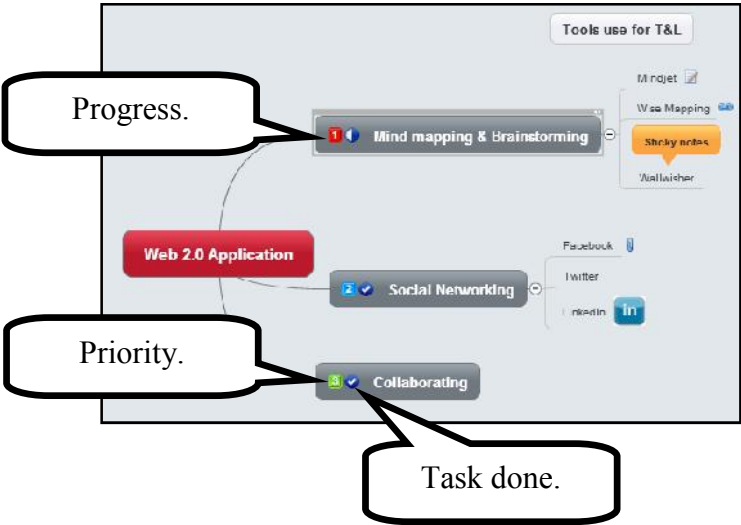 Tools use for T&L
Mindjet
Progress.
Wise Mapping
1 Mind mapping & Brainstorming
Sticky notes
Wallwisher
Web 2.0 Application
Facebook
Twitter
2 Social Networking
LinkedIn in
Priority.
3 Collaborating
Task done.